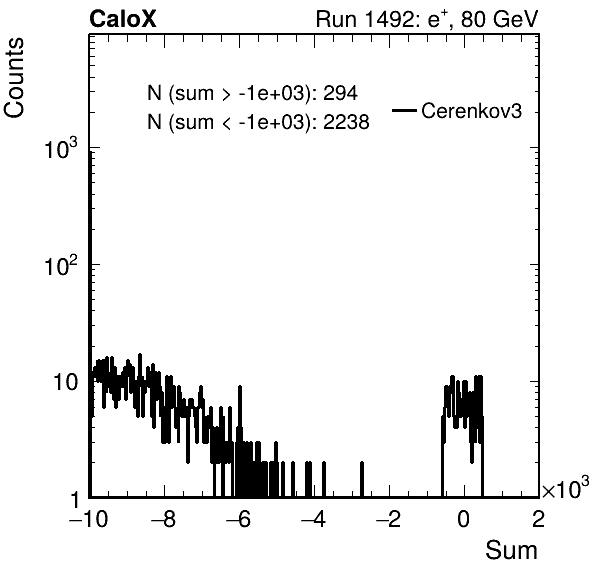 CaloX Run 1492: e⁺, 80 GeV
Counts
N (sum > -1e+03): 294
N (sum < -1e+03): 2238
Cerenkov3
10³
10²
10
1
−10 −8 −6 −4 −2 0 2
×10³
Sum